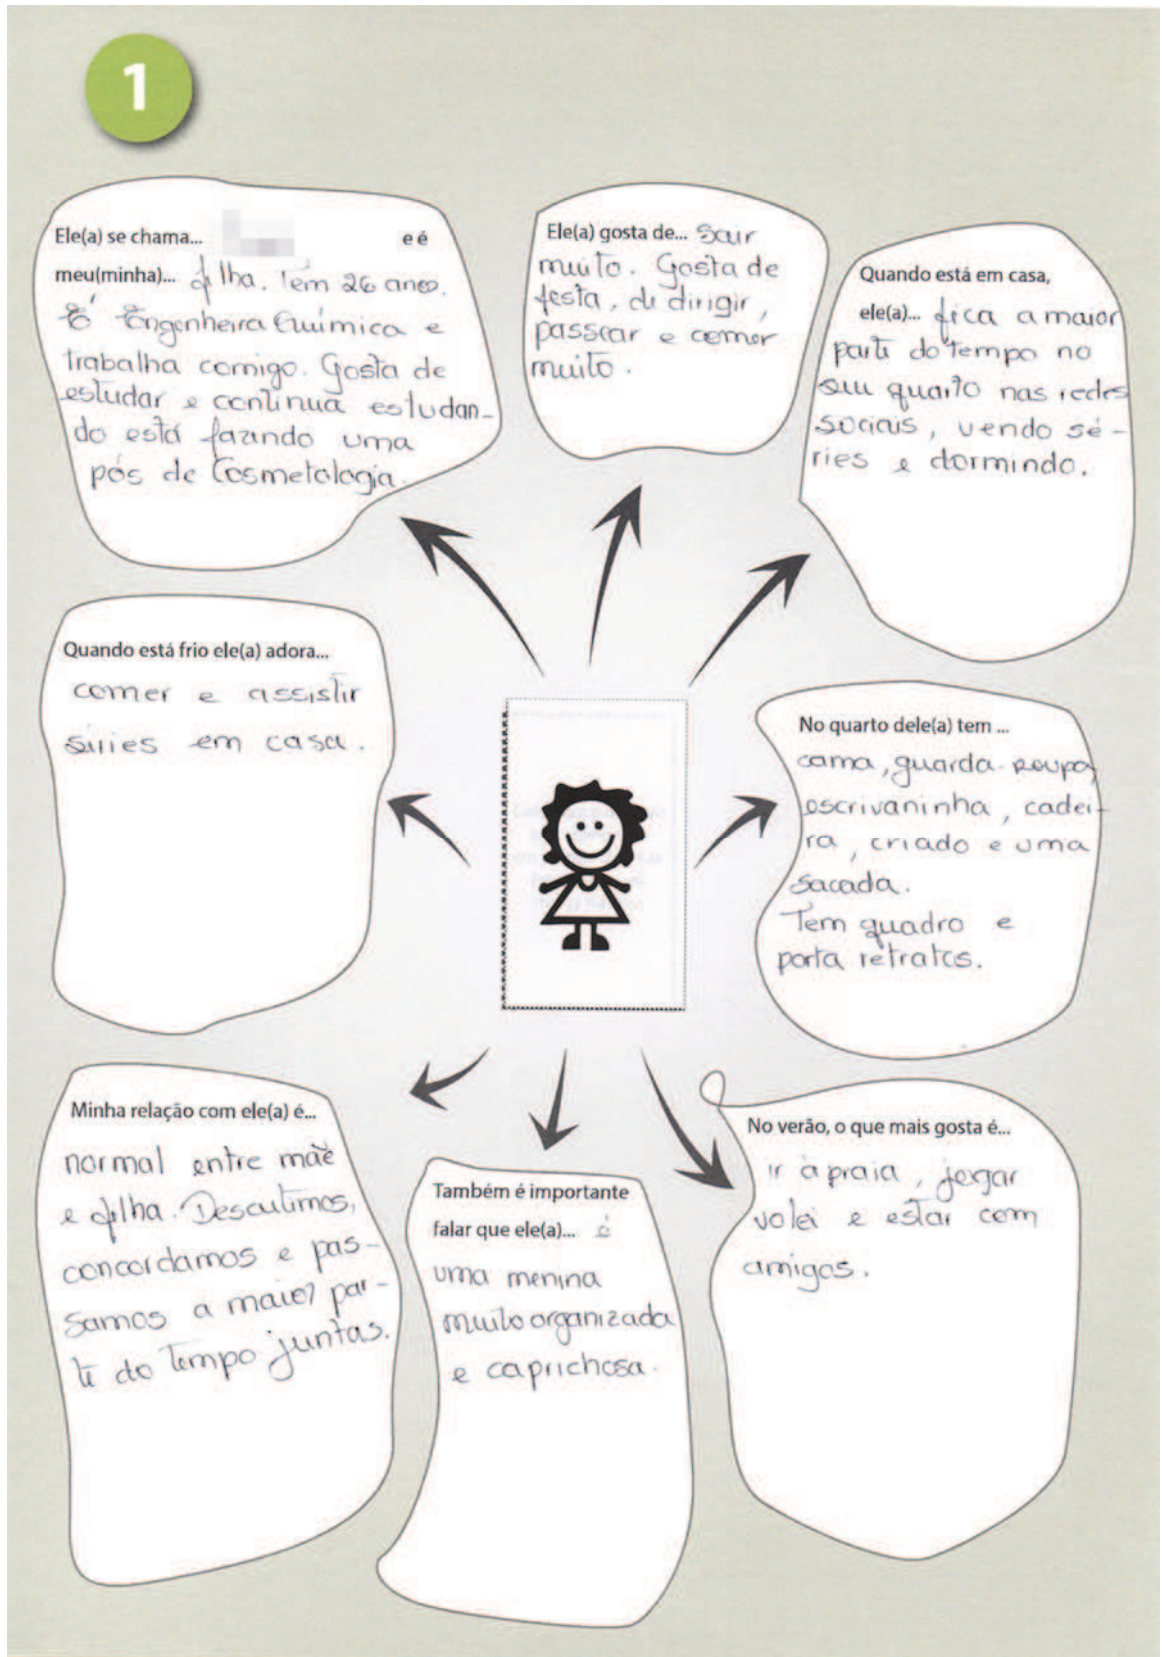 1
Ele(a) se chama... e é
meu(minha)... filha. Tem 26 anos.
É Engenheira Química e
trabalha comigo. Gosta de
estudar e continua estudan-
do está fazendo uma
pós de Cosmetologia.
Ele(a) gosta de... Sair
muito. Gosta de
festa, de dirigir,
passear e comer
muito.
Quando está em casa,
ele(a)... fica a maior
parte do tempo no
seu quarto nas redes
sociais, vendo sé-
ries e dormindo.
Quando está frio ele(a) adora...
comer e assistir
séries em casa.
No quarto dele(a) tem ...
cama, guarda-roupa,
escrivaninha, cadei-
ra, criado e uma
sacada.
Tem quadro e
porta retratos.
Minha relação com ele(a) é...
normal entre mãe
e filha. Descutimos,
concordamos e pas-
samos a maior par-
te do tempo juntas.
Também é importante
falar que ele(a)... é
uma menina
muito organizada
e caprichosa.
No verão, o que mais gosta é...
ir à praia, jogar
volei e estar com
amigos.